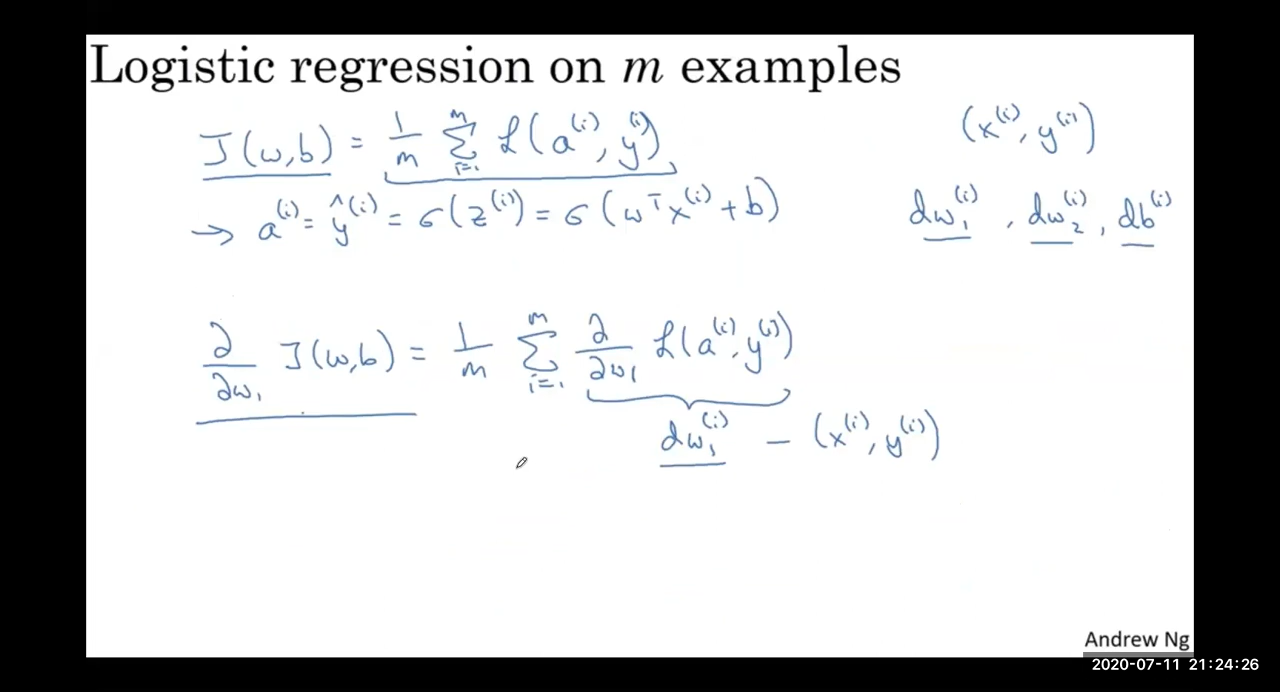 Logistic regression on m examples
J(w,b) = 1/m Σ_{i=1}^{m} ℒ(a^{(i)}, y^{(i)})
(x^{(i)}, y^{(i)})
→ a^{(i)} = ŷ^{(i)} = σ(z^{(i)}) = σ(w^T x^{(i)} + b)
dw_1^{(i)}, dw_2^{(i)}, db^{(i)}
∂/∂w_1 J(w,b) = 1/m Σ_{i=1}^{m} ∂/∂w_1 ℒ(a^{(i)}, y^{(i)})
dw_1^{(i)} — (x^{(i)}, y^{(i)})
Andrew Ng
2020-07-11 21:24:26